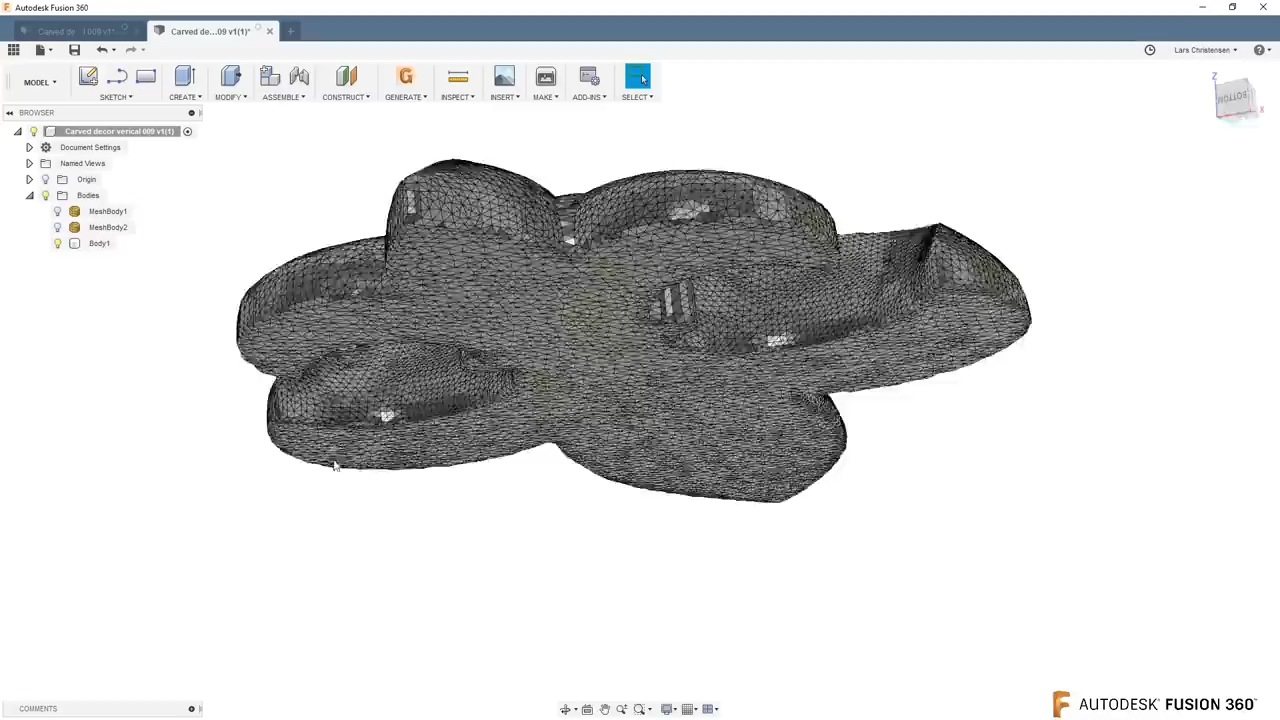 Autodesk Fusion 360
Carved de...09 v1(1)*
Lars Christensen
MODEL
SKETCH
CREATE
MODIFY
ASSEMBLE
CONSTRUCT
GENERATE
INSPECT
INSERT
MAKE
ADD-INS
SELECT
BROWSER
Carved decor verical 009 v1(1)
Document Settings
Named Views
Origin
Bodies
MeshBody1
MeshBody2
Body1
Z
BOTTOM
X
COMMENTS
AUTODESK® FUSION 360™